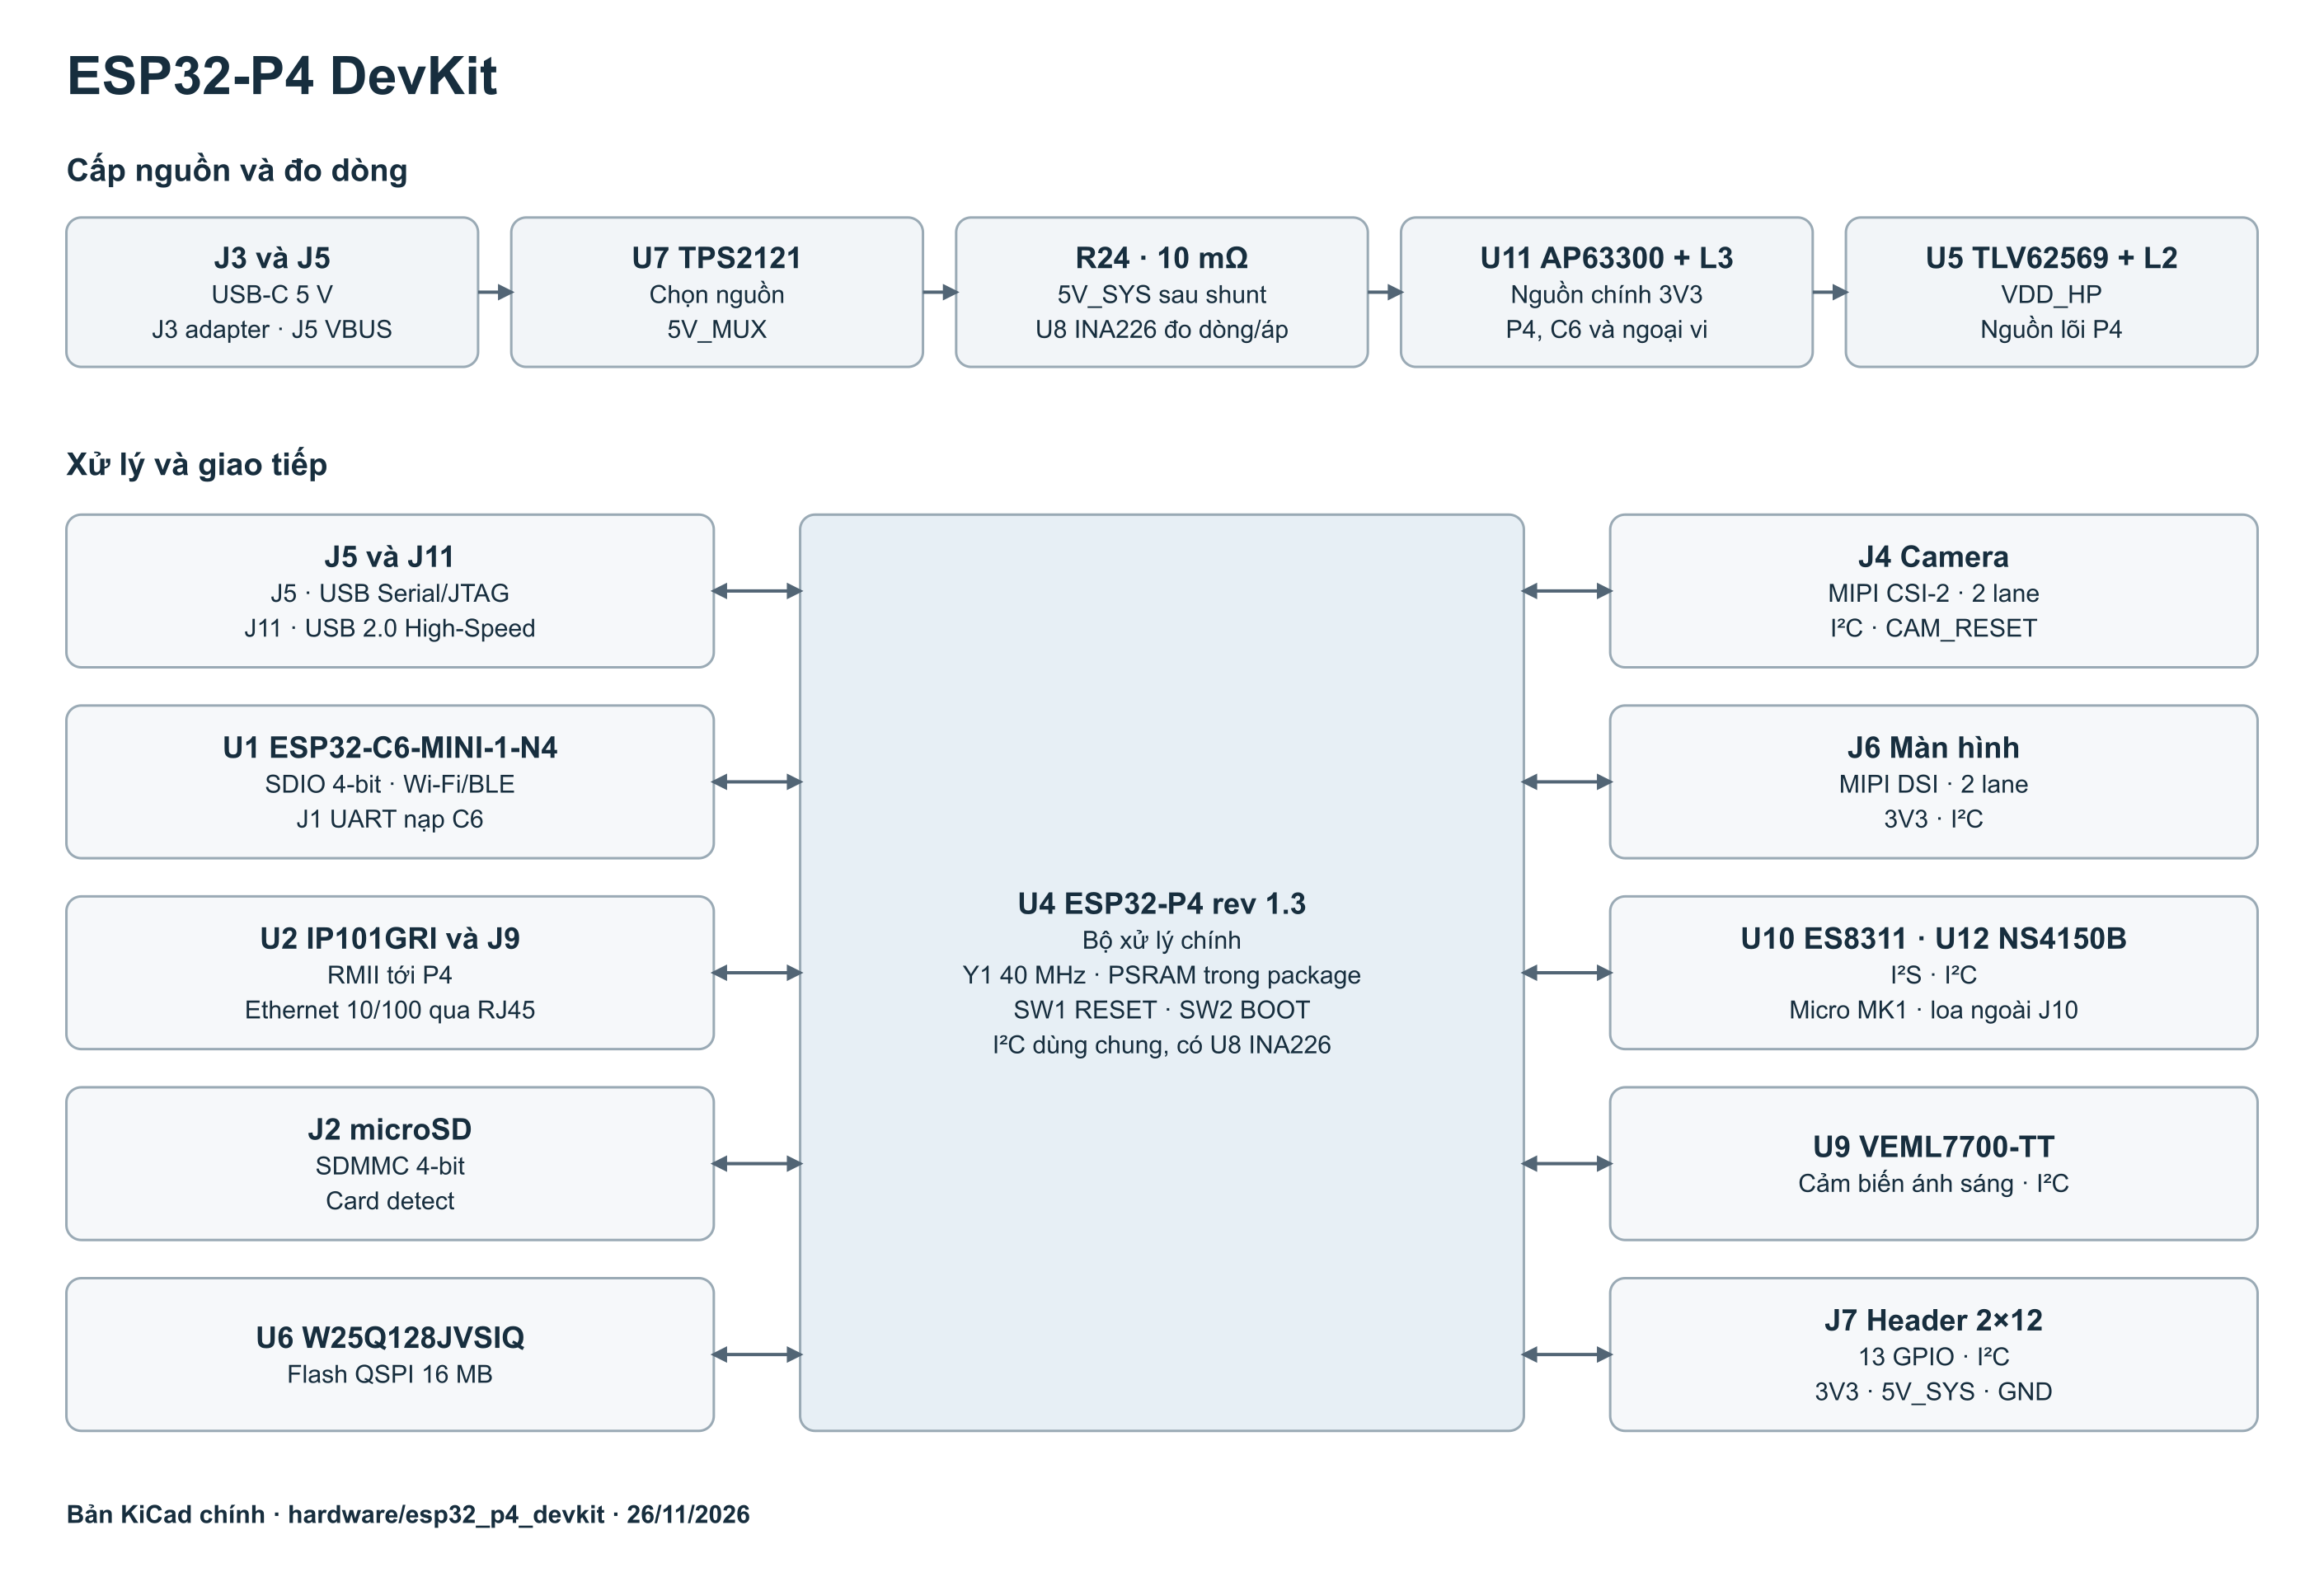 ESP32-P4 DevKit
Cấp nguồn và đo dòng
J3 và J5
USB-C 5 V
J3 adapter · J5 VBUS
U7 TPS2121
Chọn nguồn
5V_MUX
R24 · 10 mΩ
5V_SYS sau shunt
U8 INA226 đo dòng/áp
U11 AP63300 + L3
Nguồn chính 3V3
P4, C6 và ngoại vi
U5 TLV62569 + L2
VDD_HP
Nguồn lõi P4
Xử lý và giao tiếp
J5 và J11
J5 · USB Serial/JTAG
J11 · USB 2.0 High-Speed
U1 ESP32-C6-MINI-1-N4
SDIO 4-bit · Wi-Fi/BLE
J1 UART nạp C6
U2 IP101GRI và J9
RMII tới P4
Ethernet 10/100 qua RJ45
J2 microSD
SDMMC 4-bit
Card detect
U6 W25Q128JVSIQ
Flash QSPI 16 MB
U4 ESP32-P4 rev 1.3
Bộ xử lý chính
Y1 40 MHz · PSRAM trong package
SW1 RESET · SW2 BOOT
I²C dùng chung, có U8 INA226
J4 Camera
MIPI CSI-2 · 2 lane
I²C · CAM_RESET
J6 Màn hình
MIPI DSI · 2 lane
3V3 · I²C
U10 ES8311 · U12 NS4150B
I²S · I²C
Micro MK1 · loa ngoài J10
U9 VEML7700-TT
Cảm biến ánh sáng · I²C
J7 Header 2×12
13 GPIO · I²C
3V3 · 5V_SYS · GND
Bản KiCad chính · hardware/esp32_p4_devkit · 26/11/2026